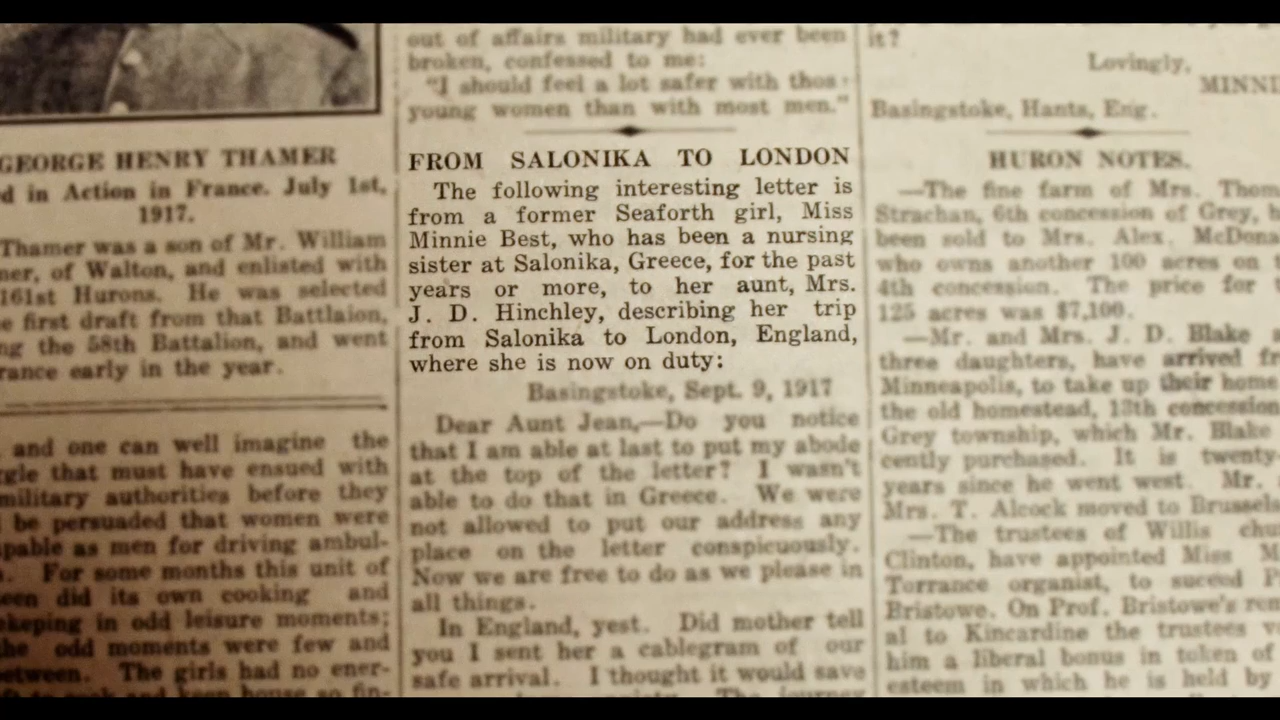 GEORGE HENRY THAMER
d in Action in France. July 1st,
1917.
Thamer was a son of Mr. William
ner, of Walton, and enlisted with
161st Hurons. He was selected
e first draft from that Battlaion,
ng the 58th Battalion, and went
rance early in the year.
and one can well imagine the
gle that must have ensued with
military authorities before they
be persuaded that women were
pable as men for driving ambul-
For some months this unit of
een did its own cooking and
ekeping in odd leisure moments;
he odd moments were few and
etween. The girls had no ener-
out of affairs military had ever been
broken, confessed to me:
"I should feel a lot safer with thos
young women than with most men."
FROM SALONIKA TO LONDON
The following interesting letter is
from a former Seaforth girl, Miss
Minnie Best, who has been a nursing
sister at Salonika, Greece, for the past
years or more, to her aunt, Mrs.
J. D. Hinchley, describing her trip
from Salonika to London, England,
where she is now on duty:
Basingstoke, Sept. 9, 1917
Dear Aunt Jean,—Do you notice
that I am able at last to put my abode
at the top of the letter? I wasn't
able to do that in Greece. We were
not allowed to put our address any
place on the letter conspicuously.
Now we are free to do as we please in
all things.
In England, yest. Did mother tell
you I sent her a cablegram of our
safe arrival. I thought it would save
it?
Lovingly,
MINNI
Basingstoke, Hants, Eng.
HURON NOTES.
—The fine farm of Mrs. Thom
Strachan, 6th concession of Grey, h
been sold to Mrs. Alex. McDona
who owns another 100 acres on t
4th concession. The price for t
125 acres was $7,100.
—Mr. and Mrs. J. D. Blake a
three daughters, have arrived fr
Minneapolis, to take up their home
the old homestead, 13th concession
Grey township, which Mr. Blake
cently purchased. It is twenty-
years since he went west. Mr.
Mrs. T. Alcock moved to Brussels
—The trustees of Willis chu
Clinton, have appointed Miss M
Torrance organist, to suceed P
Bristowe. On Prof. Bristowe's rem
al to Kincardine the trustees v
him a liberal bonus in token of
esteem in which he is held by